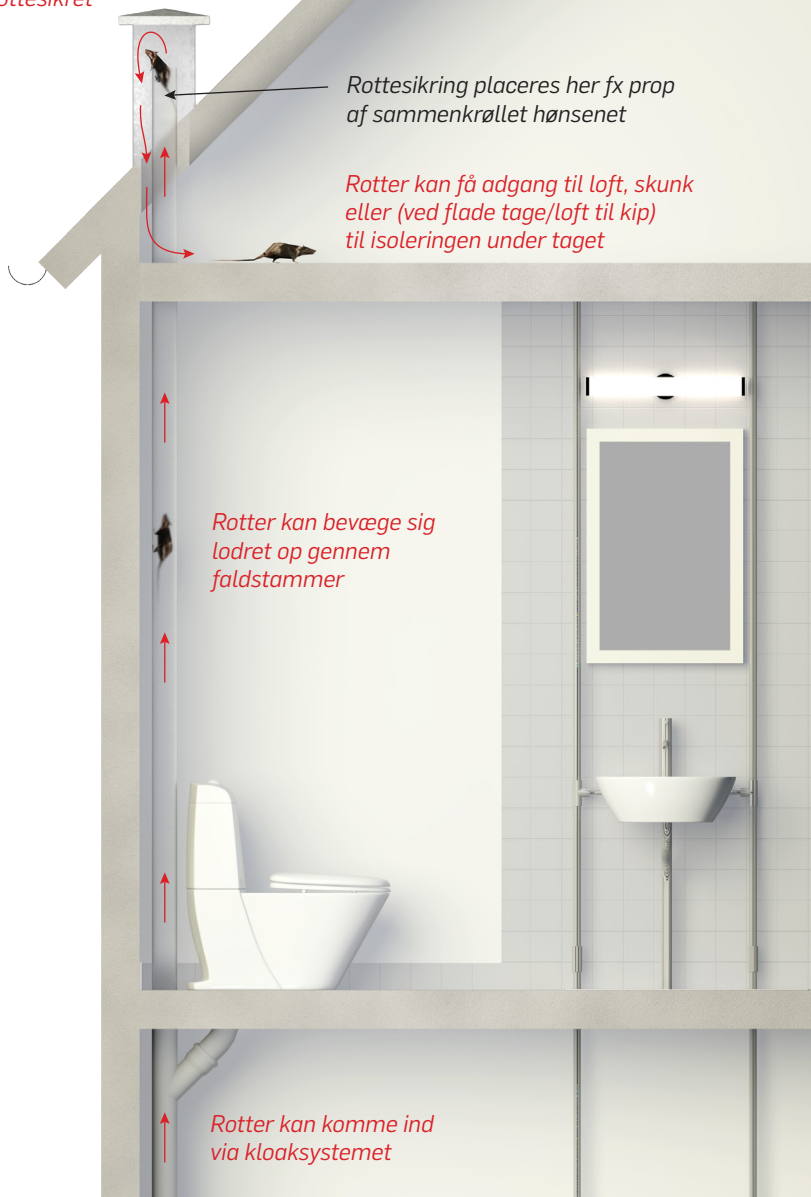 Rottesikring placeres her fx prop
af sammenkrøllet hønsenet
Rotter kan få adgang til loft, skunk
eller (ved flade tage/loft til kip)
til isoleringen under taget
Rotter kan bevæge sig
lodret op gennem
faldstammer
Rotter kan komme ind
via kloaksystemet